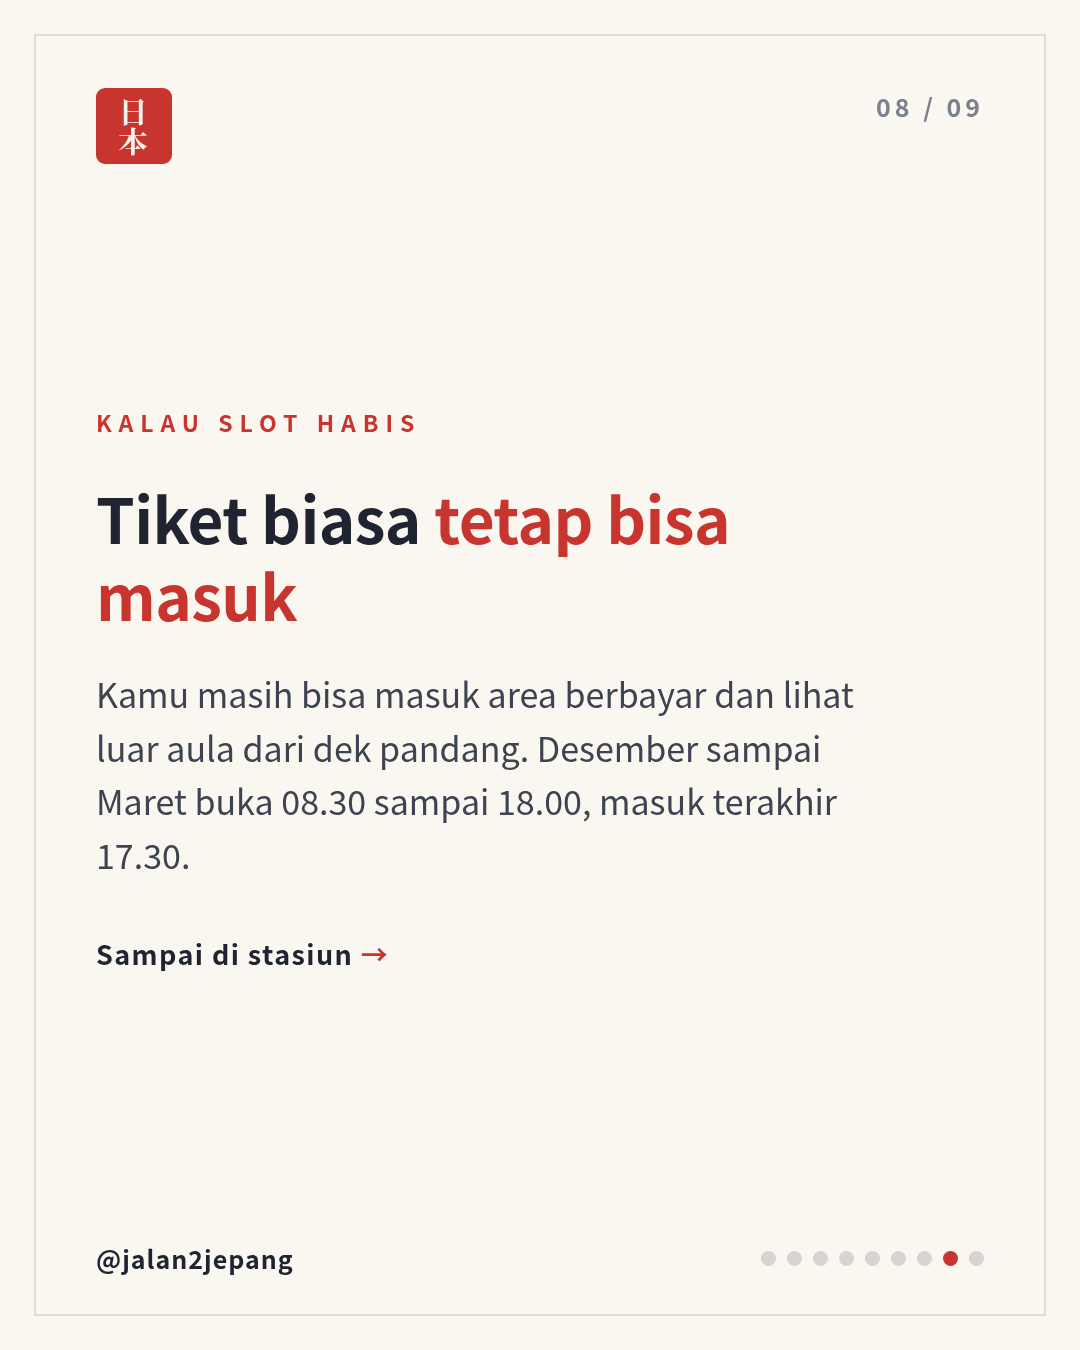 日本
08 / 09
KALAU SLOT HABIS
Tiket biasa tetap bisa
masuk
Kamu masih bisa masuk area berbayar dan lihat
luar aula dari dek pandang. Desember sampai
Maret buka 08.30 sampai 18.00, masuk terakhir
17.30.
Sampai di stasiun →
@jalan2jepang